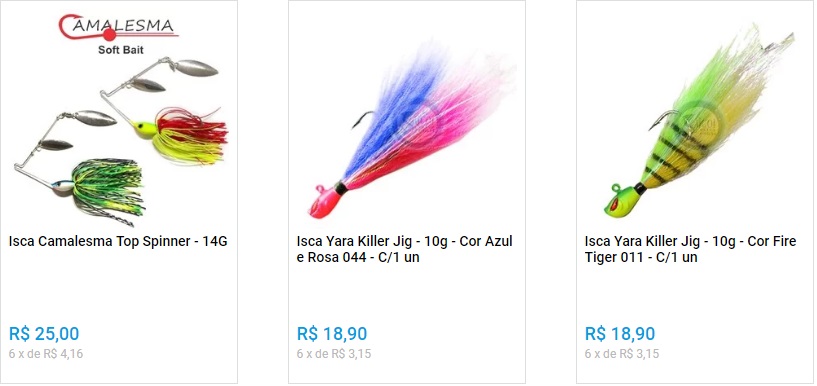 CAMALESMA
Soft Bait
Isca Camalesma Top Spinner - 14G
R$ 25,00
6 x de R$ 4,16
Isca Yara Killer Jig - 10g - Cor Azul
e Rosa 044 - C/1 un
R$ 18,90
6 x de R$ 3,15
Isca Yara Killer Jig - 10g - Cor Fire
Tiger 011 - C/1 un
R$ 18,90
6 x de R$ 3,15